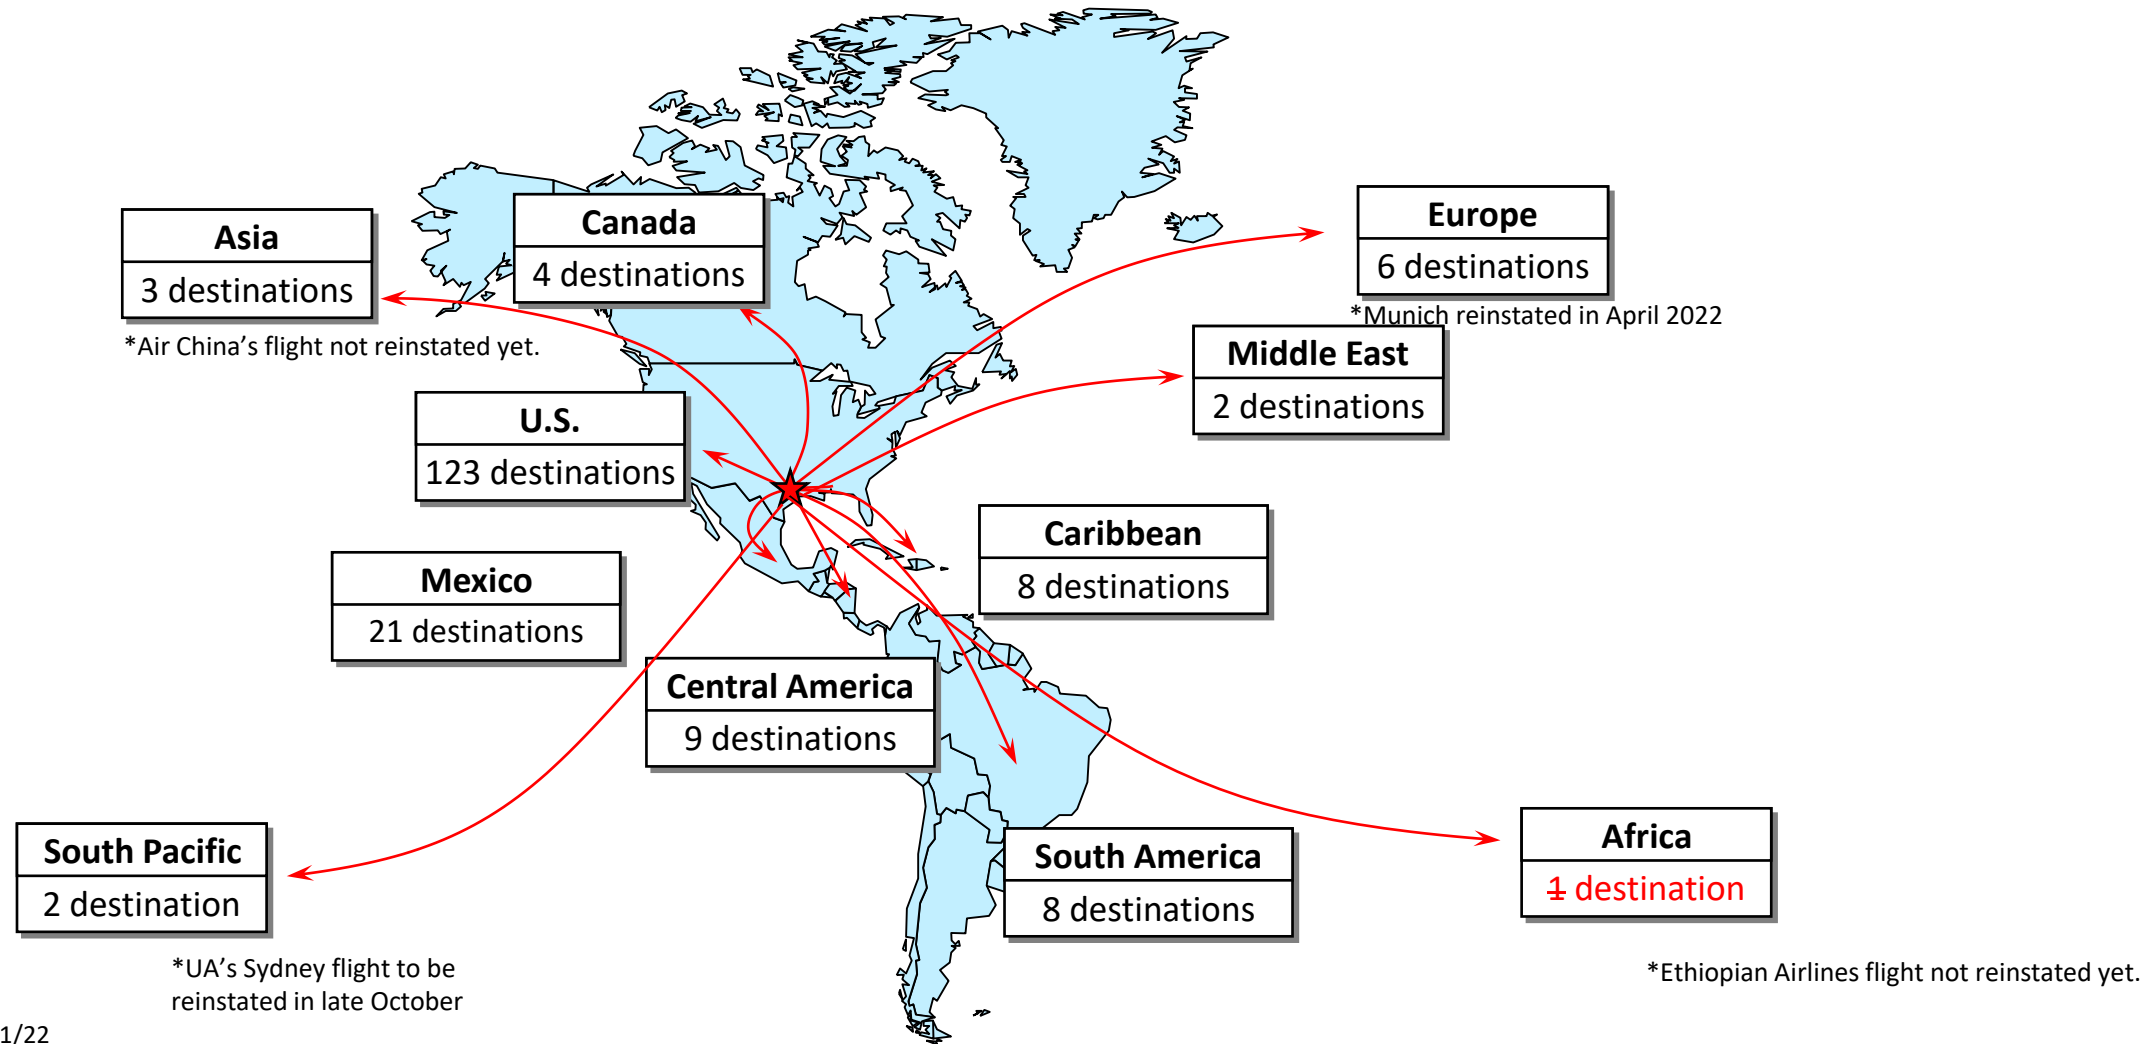 Canada
4 destinations
Asia
3 destinations
*Air China's flight not reinstated yet.
Europe
6 destinations
*Munich reinstated in April 2022
Middle East
2 destinations
U.S.
123 destinations
Caribbean
8 destinations
Mexico
21 destinations
Central America
9 destinations
South Pacific
2 destination
*UA's Sydney flight to be
reinstated in late October
South America
8 destinations
Africa
1 destination
*Ethiopian Airlines flight not reinstated yet.
1/22